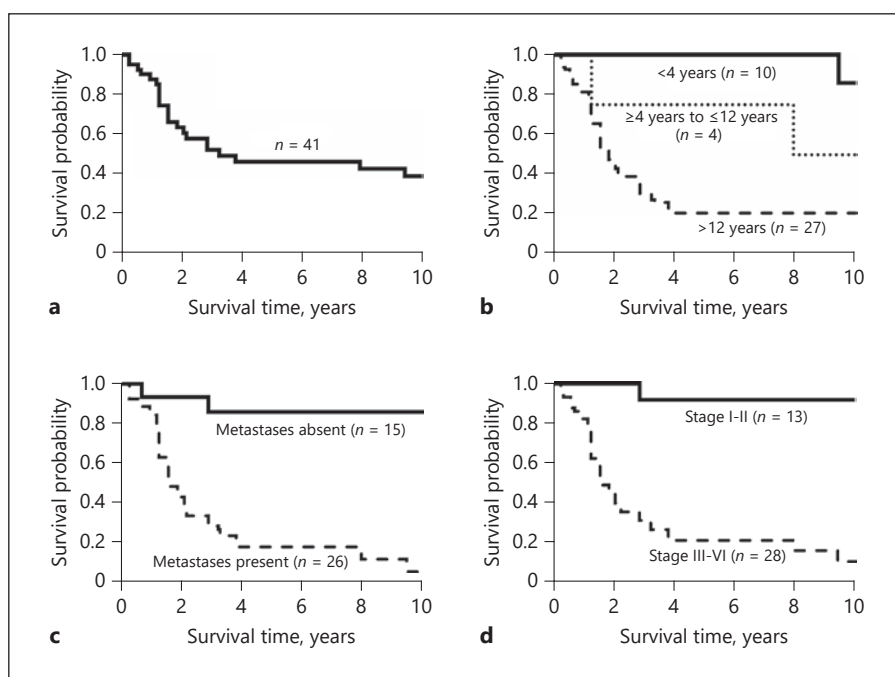 1.0
0.8
0.6
0.4
0.2
0
Survival probability
n = 41
0 2 4 6 8 10
Survival time, years
a
1.0
0.8
0.6
0.4
0.2
0
Survival probability
<4 years (n = 10)
≥4 years to ≤12 years
(n = 4)
>12 years (n = 27)
0 2 4 6 8 10
Survival time, years
b
1.0
0.8
0.6
0.4
0.2
0
Survival probability
Metastases absent (n = 15)
Metastases present (n = 26)
0 2 4 6 8 10
Survival time, years
c
1.0
0.8
0.6
0.4
0.2
0
Survival probability
Stage I-II (n = 13)
Stage III-VI (n = 28)
0 2 4 6 8 10
Survival time, years
d